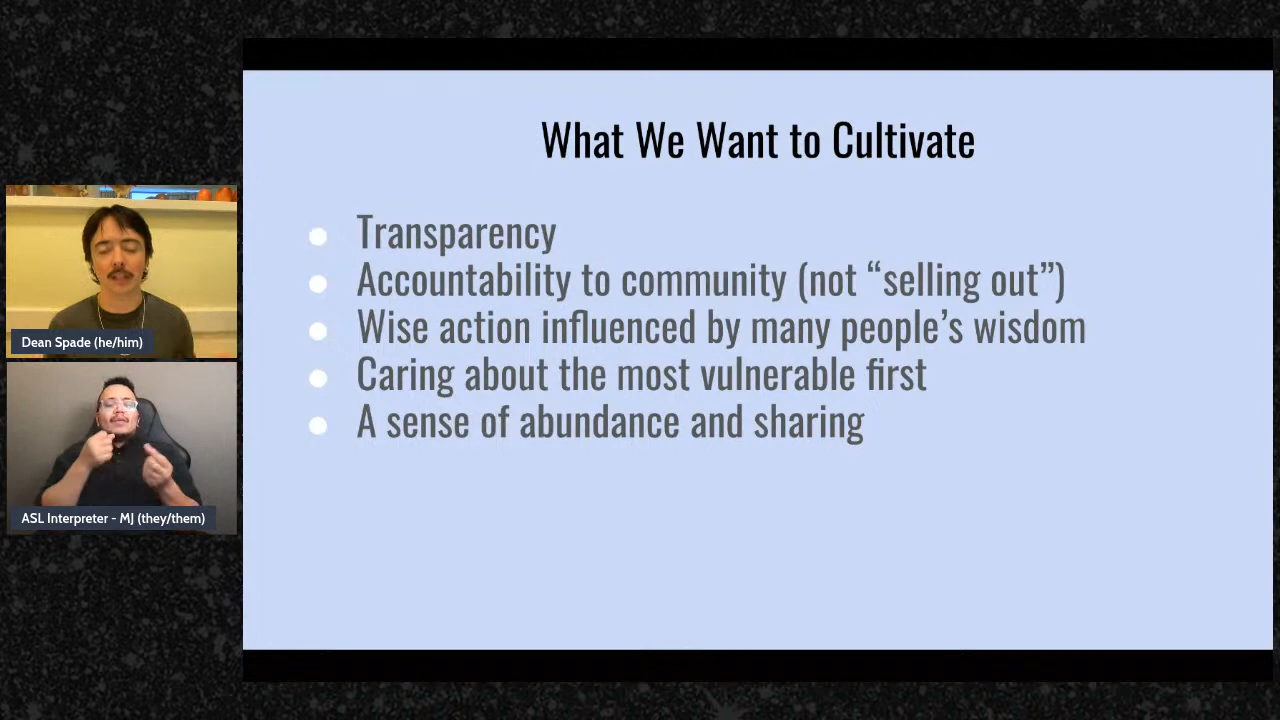 What We Want to Cultivate
Transparency
Accountability to community (not “selling out”)
Wise action influenced by many people’s wisdom
Caring about the most vulnerable first
A sense of abundance and sharing
Dean Spade (he/him)
ASL Interpreter - MJ (they/them)